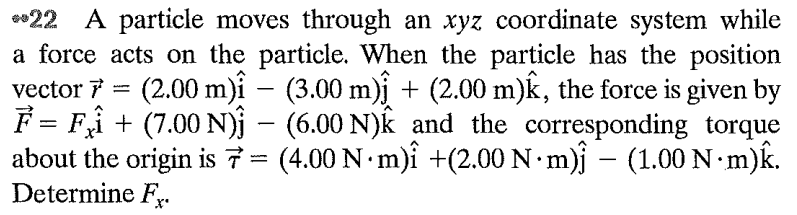 ••22 A particle moves through an xyz coordinate system while
a force acts on the particle. When the particle has the position
vector r⃗ = (2.00 m)î − (3.00 m)ĵ + (2.00 m)k̂, the force is given by
F⃗ = Fₓî + (7.00 N)ĵ − (6.00 N)k̂ and the corresponding torque
about the origin is τ⃗ = (4.00 N·m)î +(2.00 N·m)ĵ − (1.00 N·m)k̂.
Determine Fₓ.